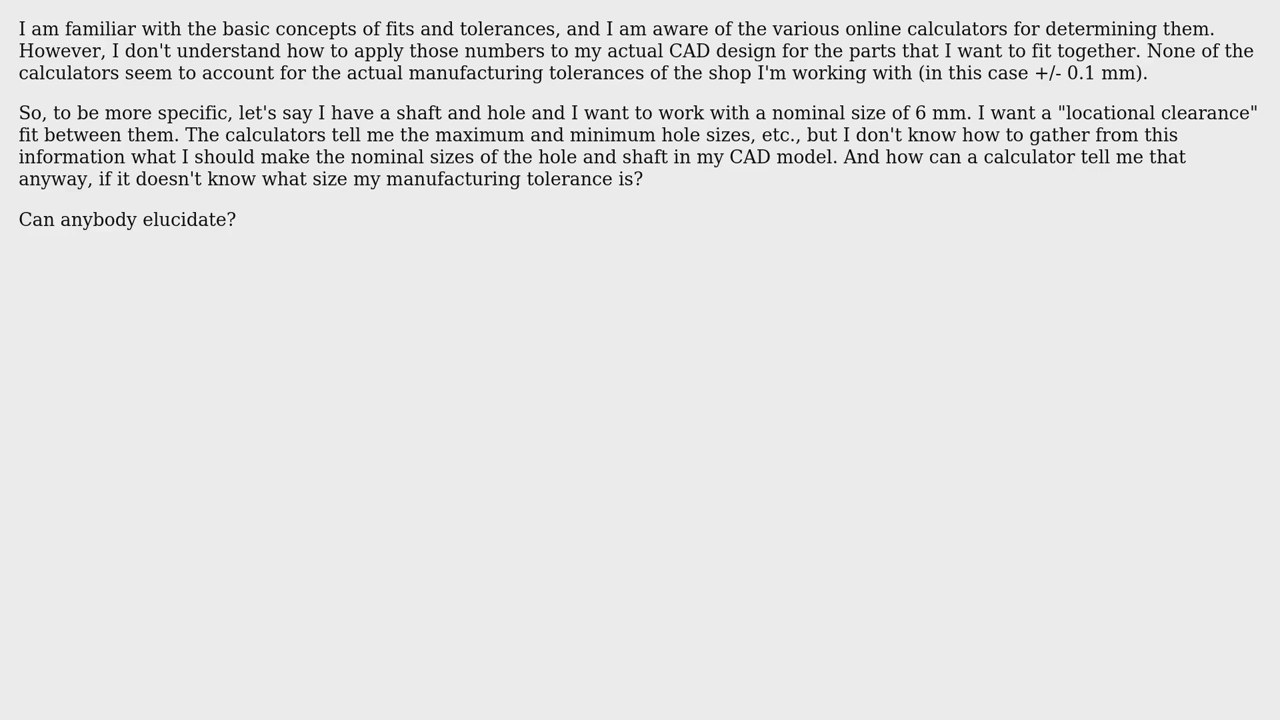 I am familiar with the basic concepts of fits and tolerances, and I am aware of the various online calculators for determining them.
However, I don't understand how to apply those numbers to my actual CAD design for the parts that I want to fit together. None of the
calculators seem to account for the actual manufacturing tolerances of the shop I'm working with (in this case +/- 0.1 mm).
So, to be more specific, let's say I have a shaft and hole and I want to work with a nominal size of 6 mm. I want a "locational clearance"
fit between them. The calculators tell me the maximum and minimum hole sizes, etc., but I don't know how to gather from this
information what I should make the nominal sizes of the hole and shaft in my CAD model. And how can a calculator tell me that
anyway, if it doesn't know what size my manufacturing tolerance is?
Can anybody elucidate?